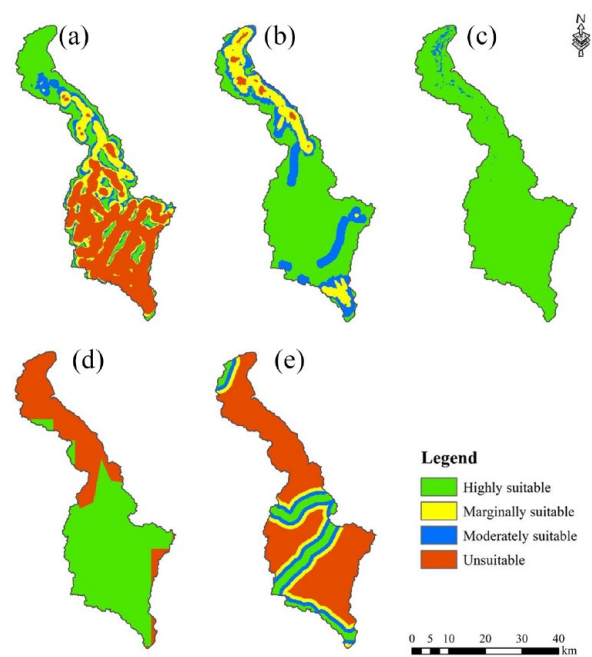 (a)
(b)
(c)
N
(d)
(e)
Legend
Highly suitable
Marginally suitable
Moderately suitable
Unsuitable
0 5 10 20 30 40
km